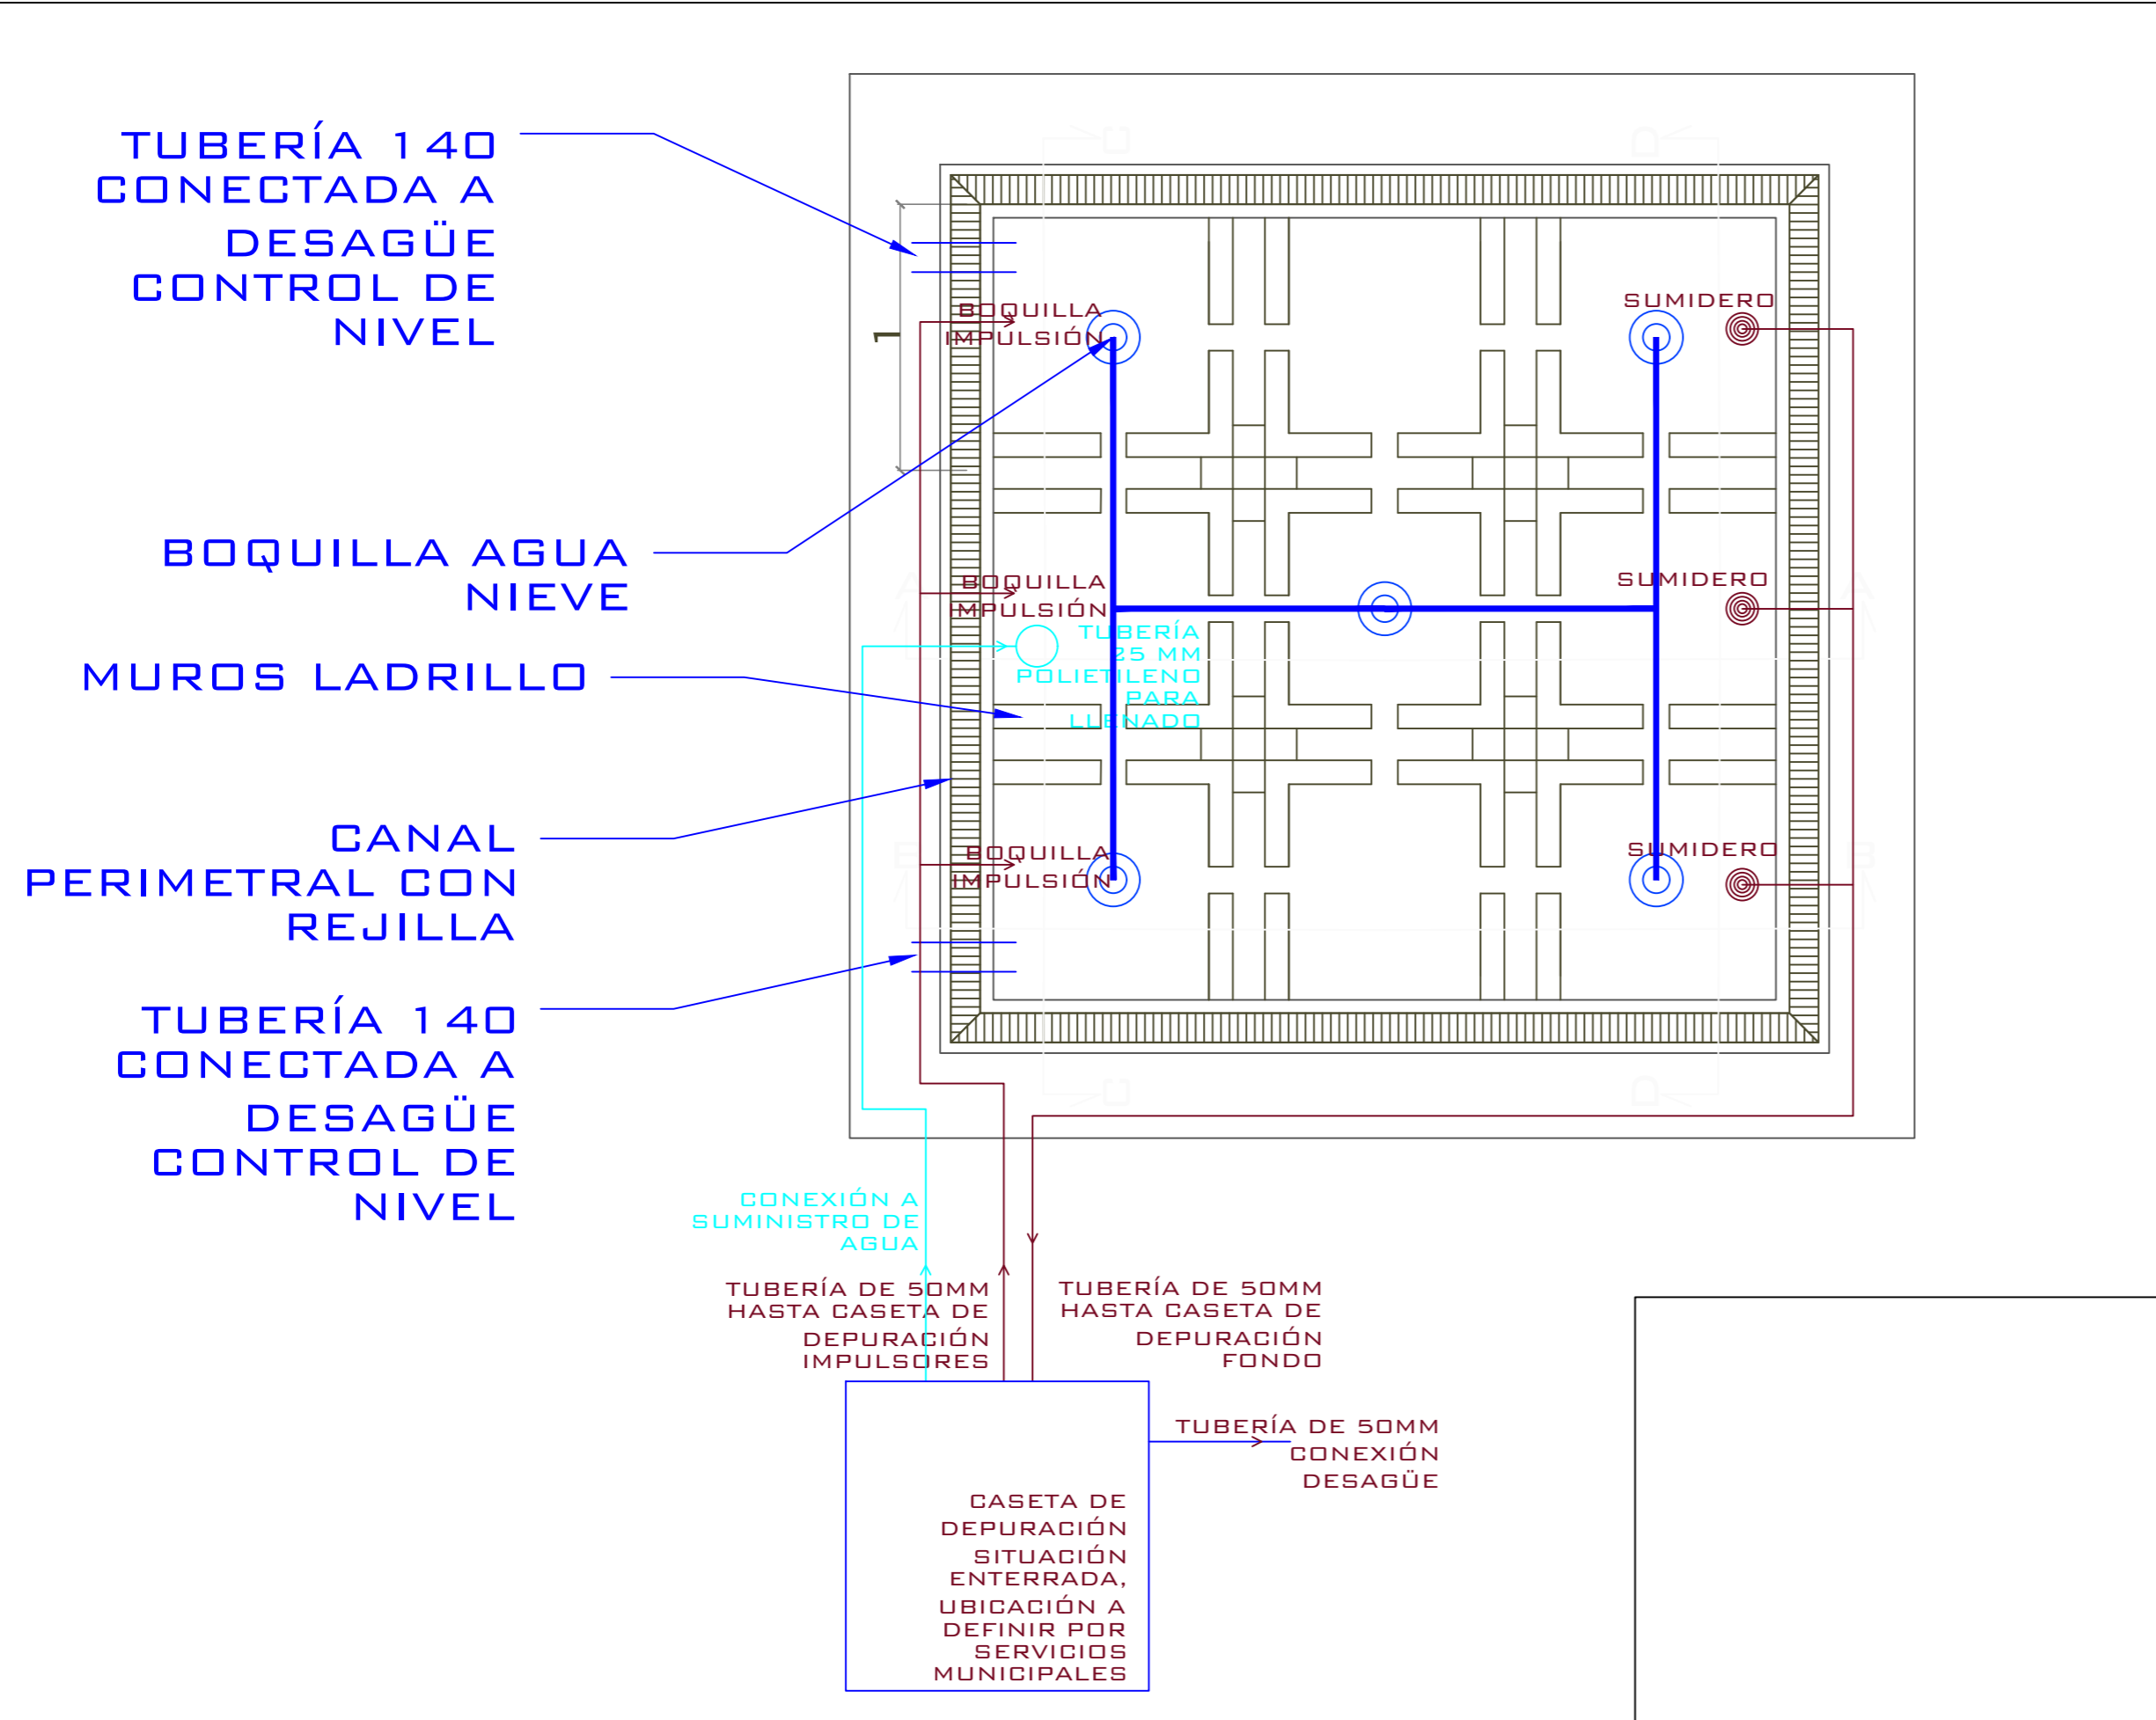 TUBERÍA 140
CONECTADA A
DESAGÜE
CONTROL DE
NIVEL
BOQUILLA AGUA
NIEVE
MUROS LADRILLO
CANAL
PERIMETRAL CON
REJILLA
TUBERÍA 140
CONECTADA A
DESAGÜE
CONTROL DE
NIVEL
C
D
1
BOQUILLA
IMPULSIÓN
SUMIDERO
BOQUILLA
IMPULSIÓN
SUMIDERO
A
A
TUBERÍA
25 MM
POLIETILENO
PARA
LLENADO
BOQUILLA
IMPULSIÓN
SUMIDERO
B
B
C
D
CONEXIÓN A
SUMINISTRO DE
AGUA
TUBERÍA DE 50MM
HASTA CASETA DE
DEPURACIÓN
IMPULSORES
TUBERÍA DE 50MM
HASTA CASETA DE
DEPURACIÓN
FONDO
TUBERÍA DE 50MM
CONEXIÓN
DESAGÜE
CASETA DE
DEPURACIÓN
SITUACIÓN
ENTERRADA,
UBICACIÓN A
DEFINIR POR
SERVICIOS
MUNICIPALES